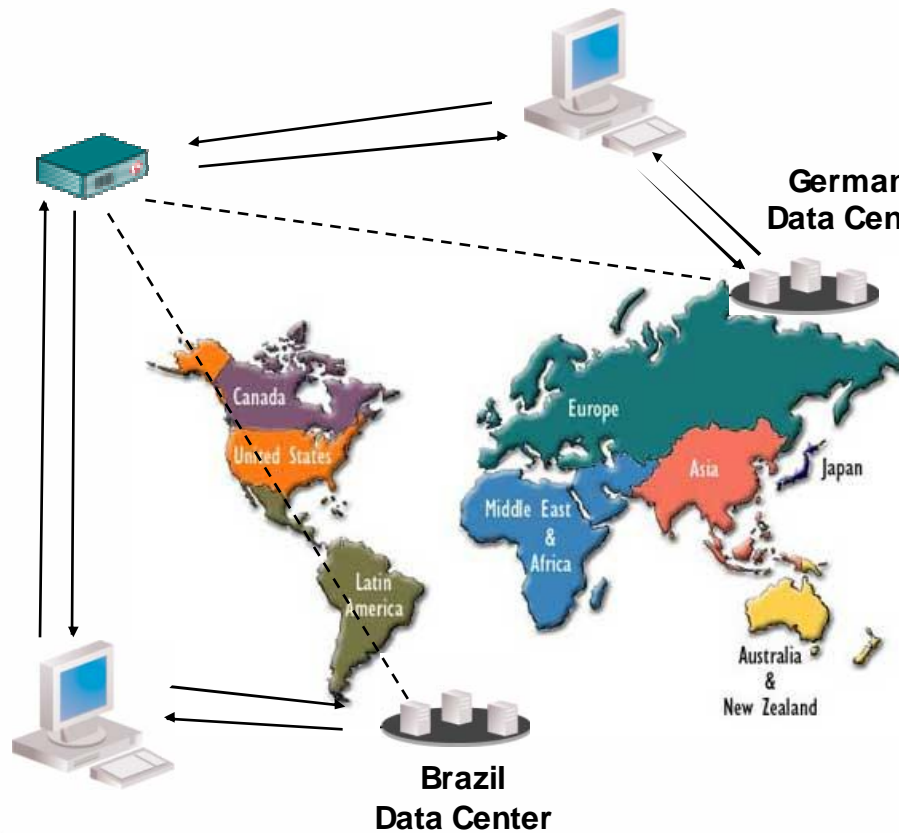 German
Data Cen
Canada
United States
Europe
Asia
Japan
Middle East
&
Africa
Latin
America
Australia
&
New Zealand
Brazil
Data Center